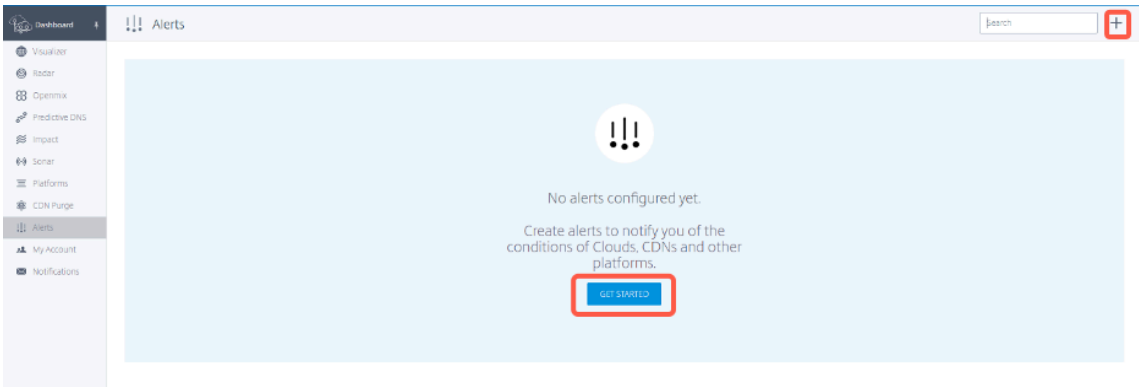 Dashboard
Alerts
Search
Visualizer
Radar
Openmix
Predictive DNS
Impact
Sonar
Platforms
CDN Purge
Alerts
My Account
Notifications
No alerts configured yet.
Create alerts to notify you of the
conditions of Clouds, CDNs and other
platforms.
GET STARTED